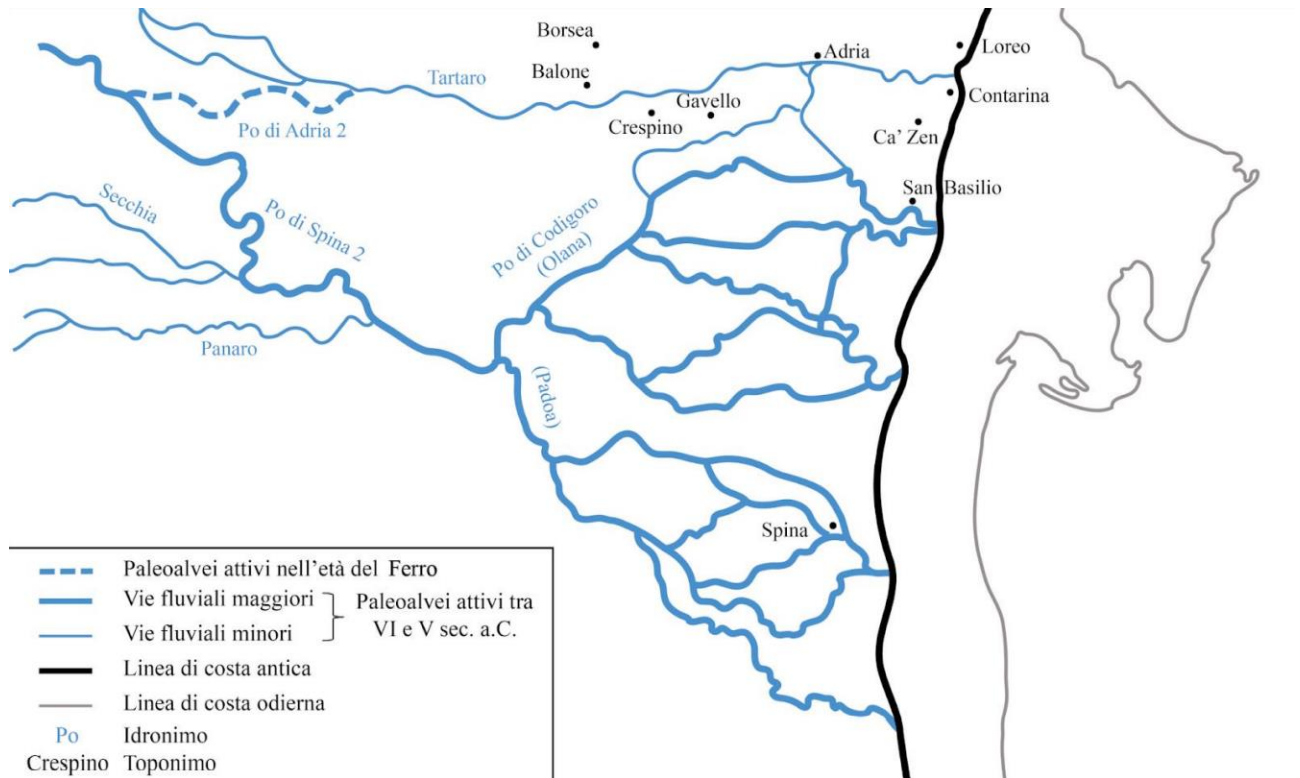 Borsea
Loreo
Adria
Balone
Tartaro
Contarina
Gavello
Crespino
Ca’ Zen
Po di Adria 2
San Basilio
Secchia
Po di Spina 2
Po di Codigoro
(Olana)
Panaro
(Padoa)
Spina
Paleoalvei attivi nell'età del Ferro
Vie fluviali maggiori
Vie fluviali minori
Paleoalvei attivi tra
VI e V sec. a.C.
Linea di costa antica
Linea di costa odierna
Po Idronimo
Crespino Toponimo